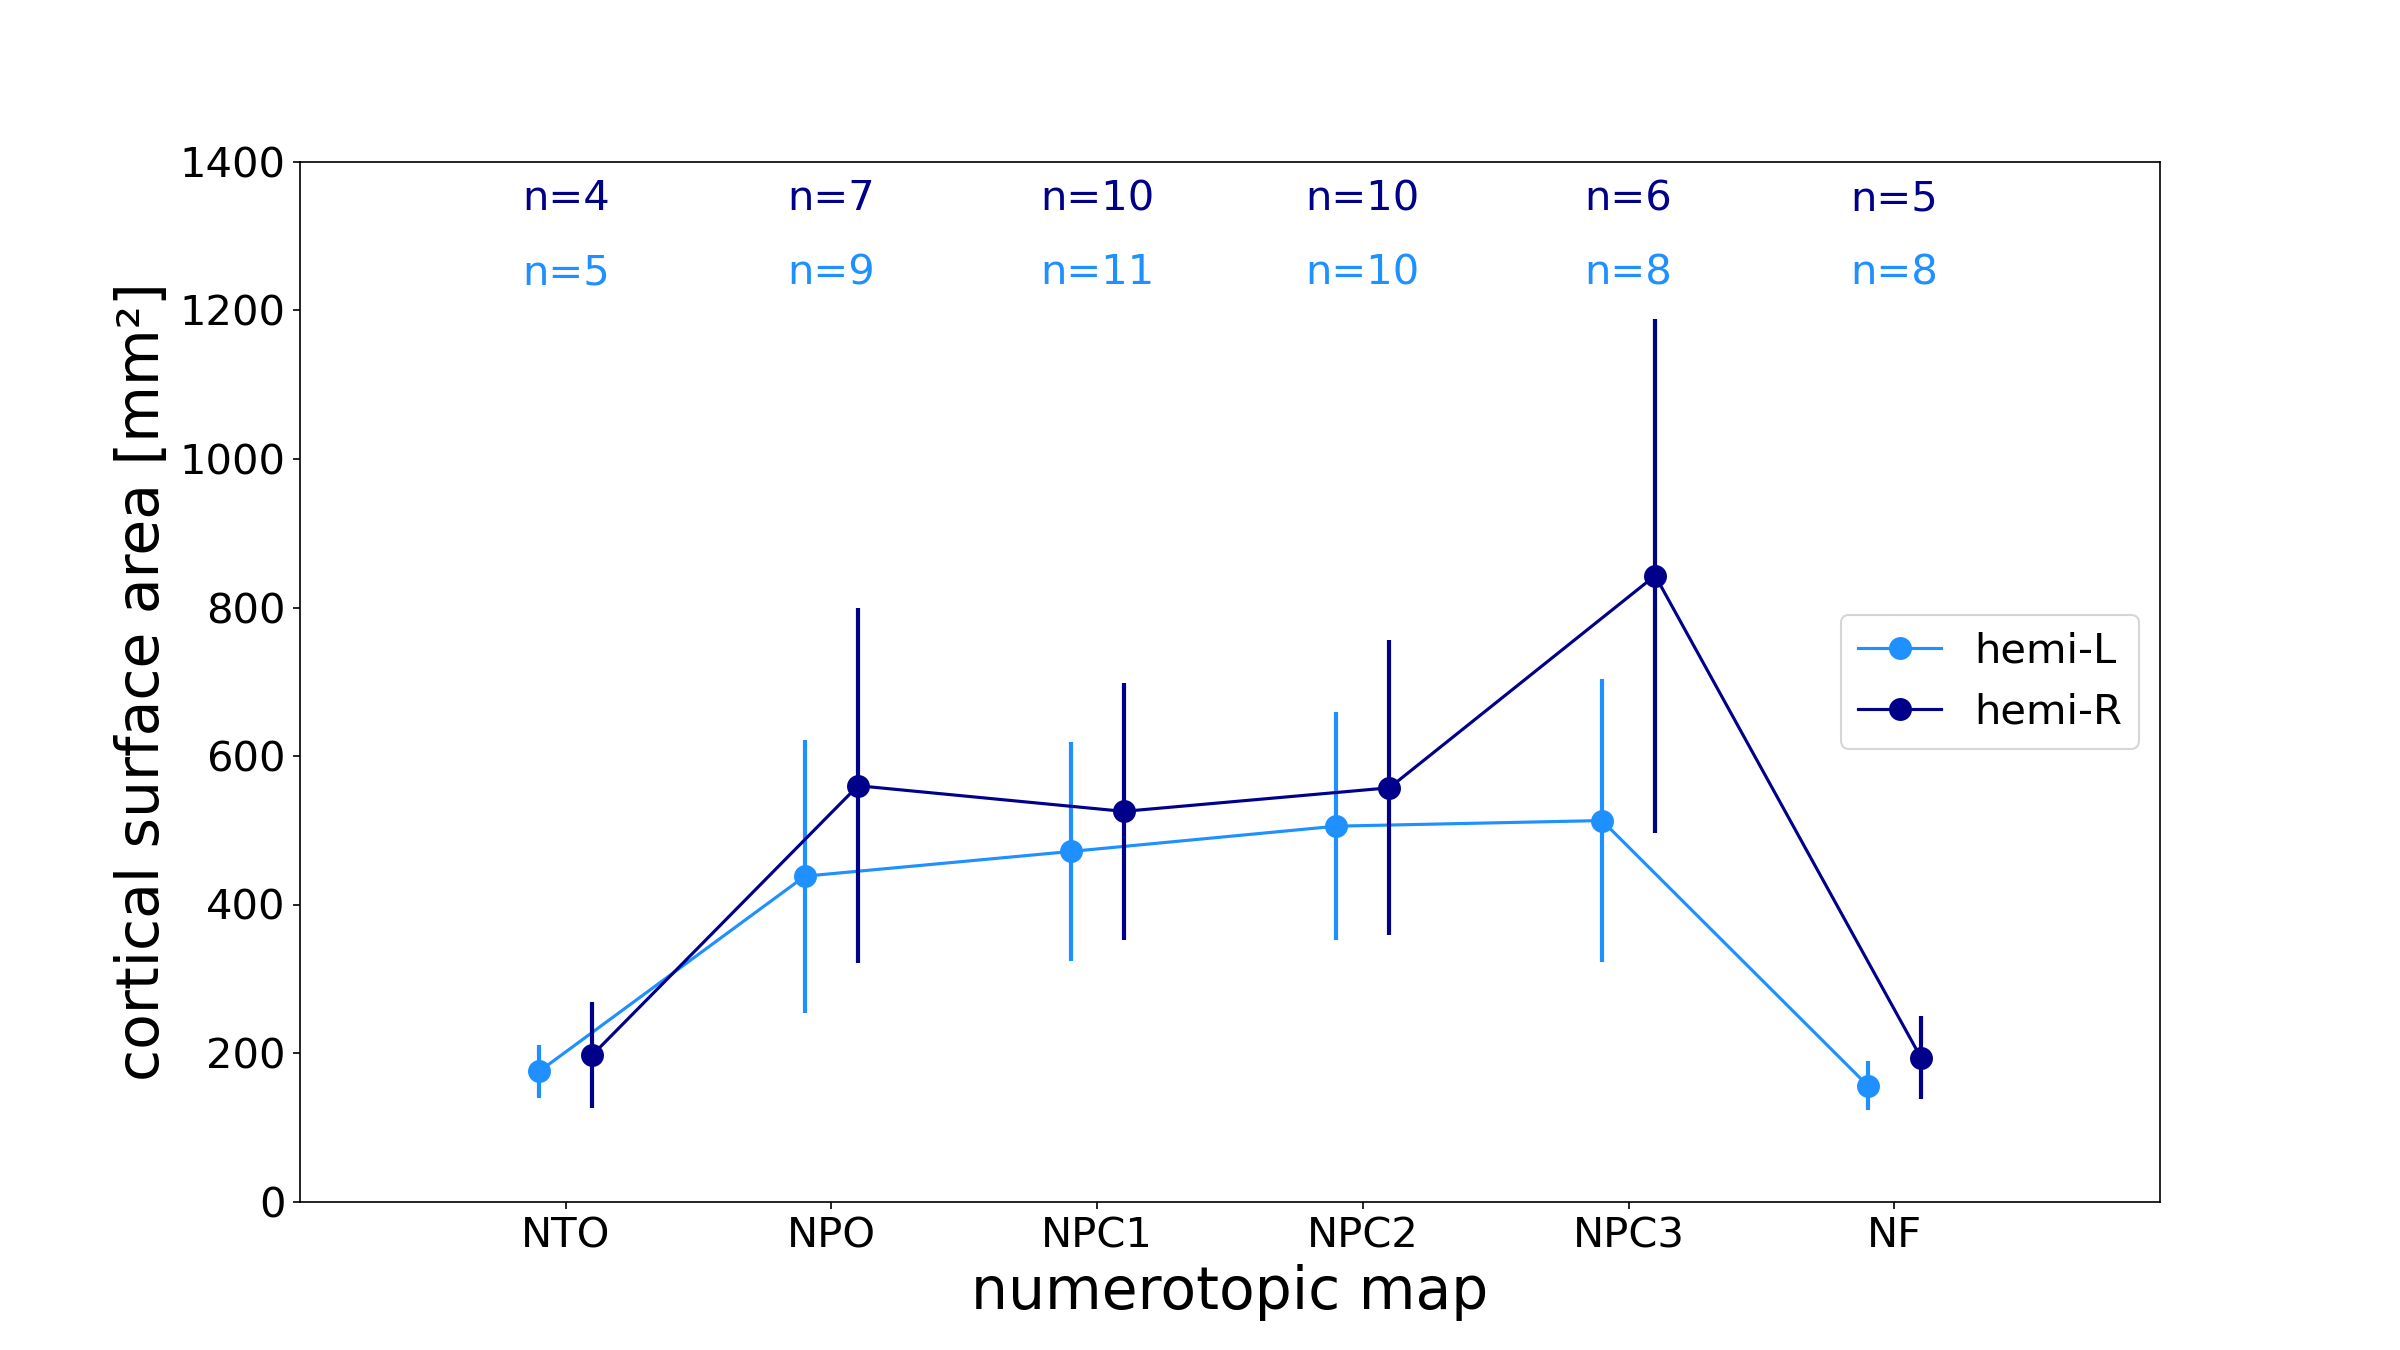 1400
1200
1000
800
600
400
200
0
cortical surface area [mm²]
n=4 n=7 n=10 n=10 n=6 n=5
n=5 n=9 n=11 n=10 n=8 n=8
hemi-L
hemi-R
NTO NPO NPC1 NPC2 NPC3 NF
numerotopic map